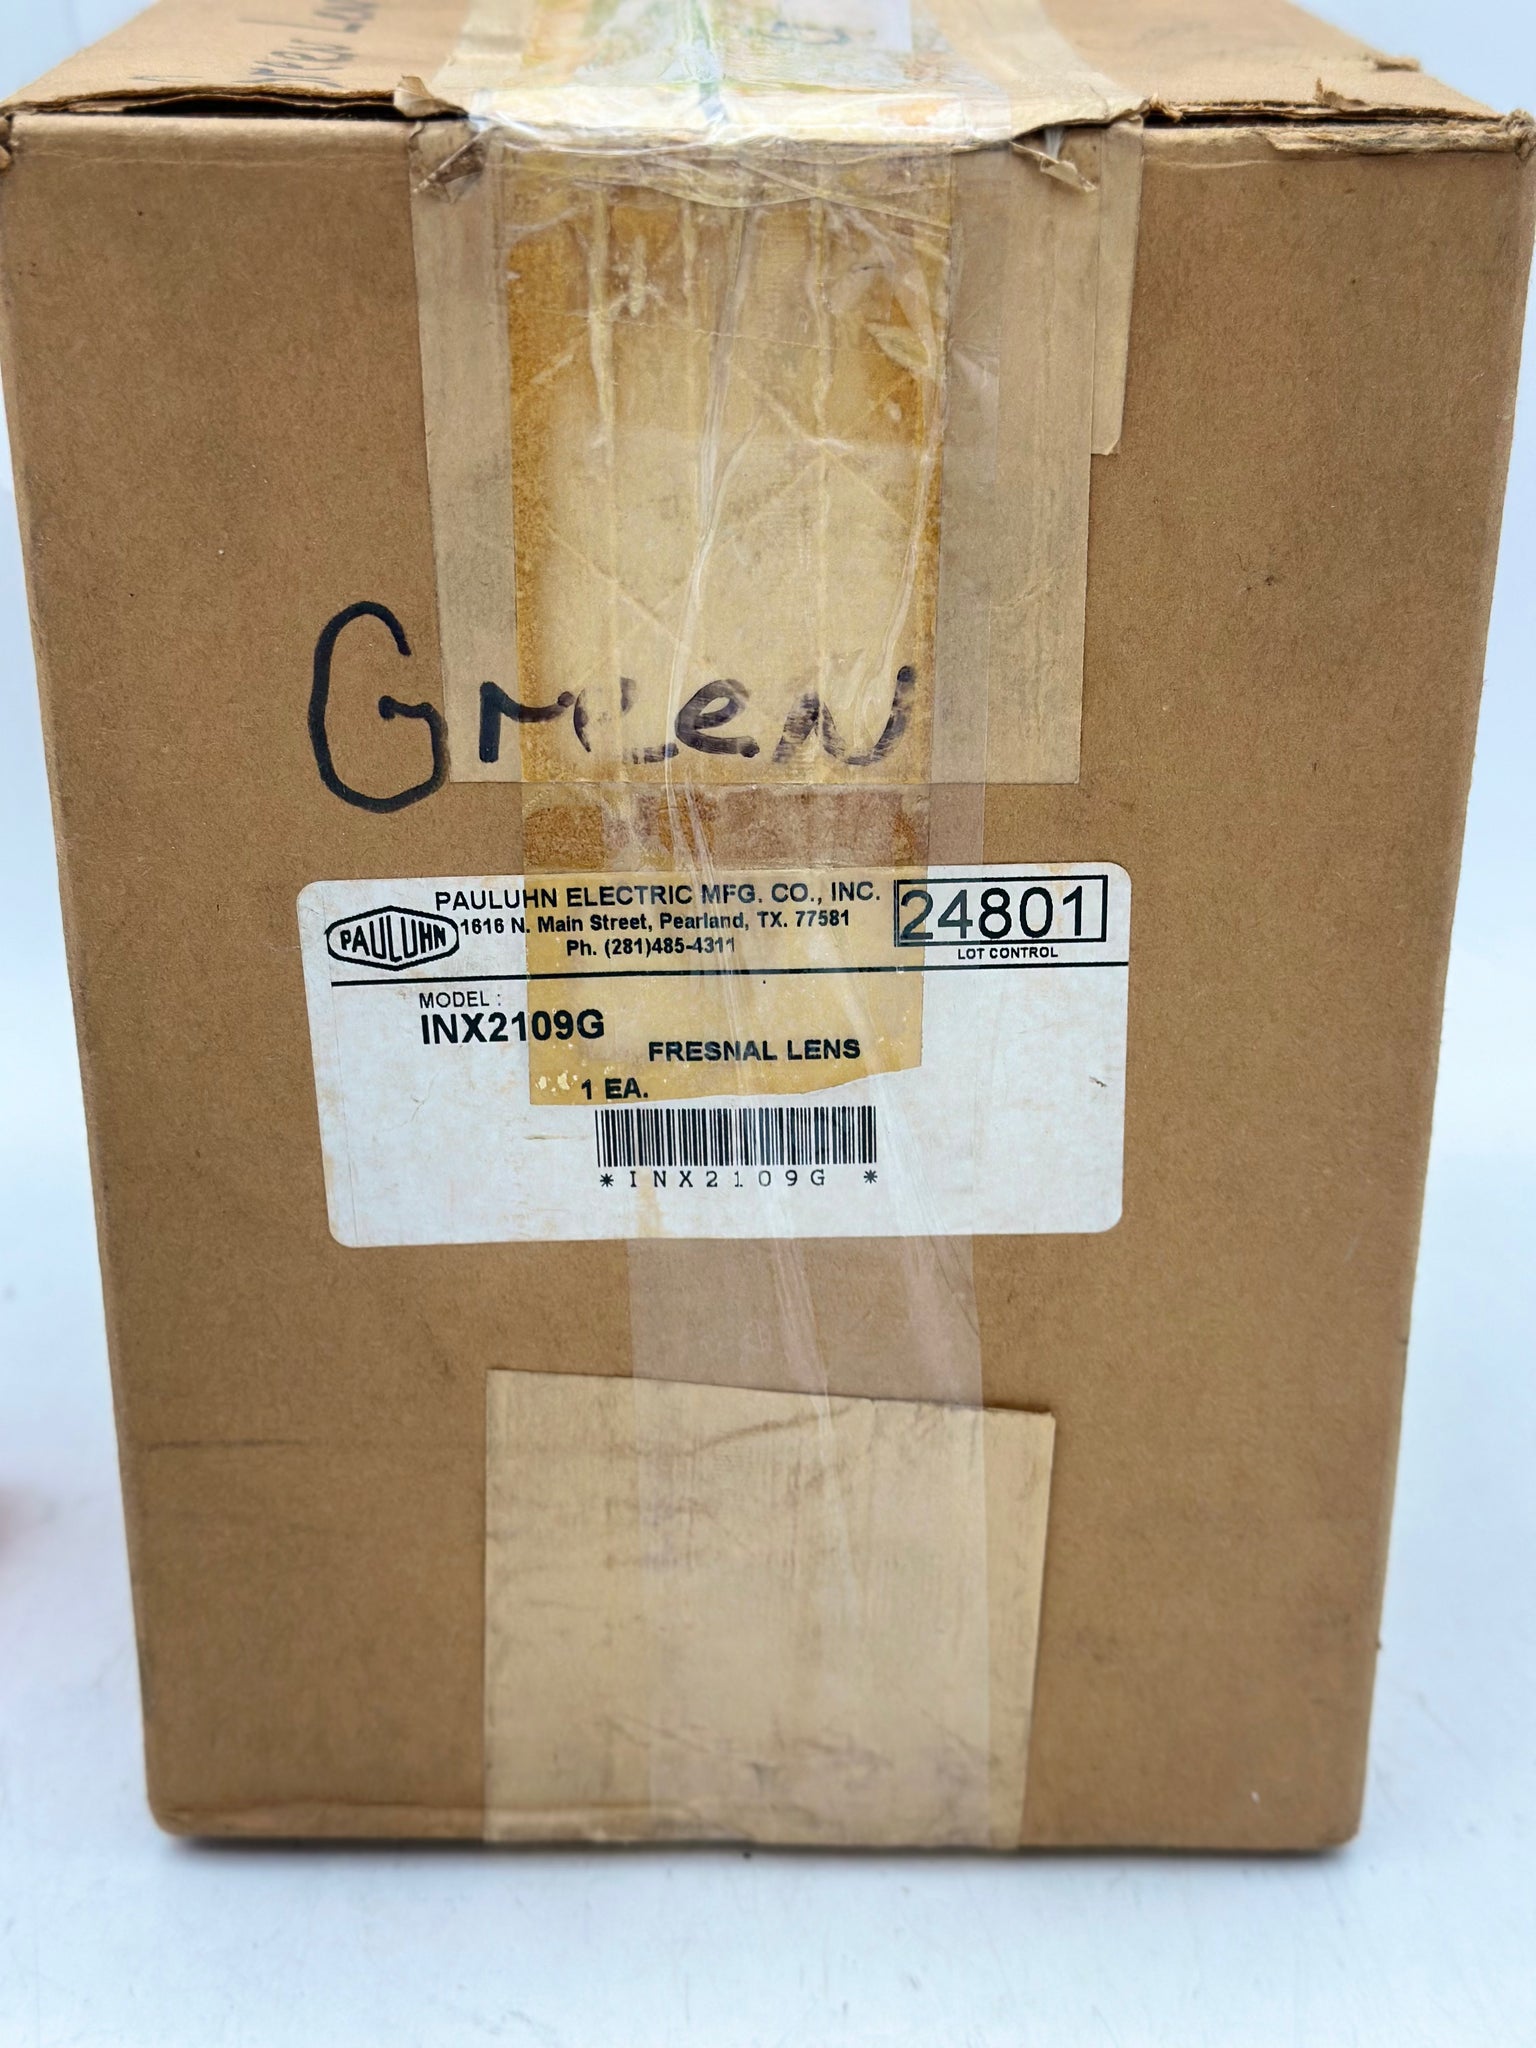 Green
PAULUHN ELECTRIC MFG. CO., INC.
1616 N. Main Street, Pearland, TX. 77581
Ph. (281)485-4311
PAULUHN
24801
LOT CONTROL
MODEL :
INX2109G
FRESNAL LENS
1 EA.
*INX2109G *